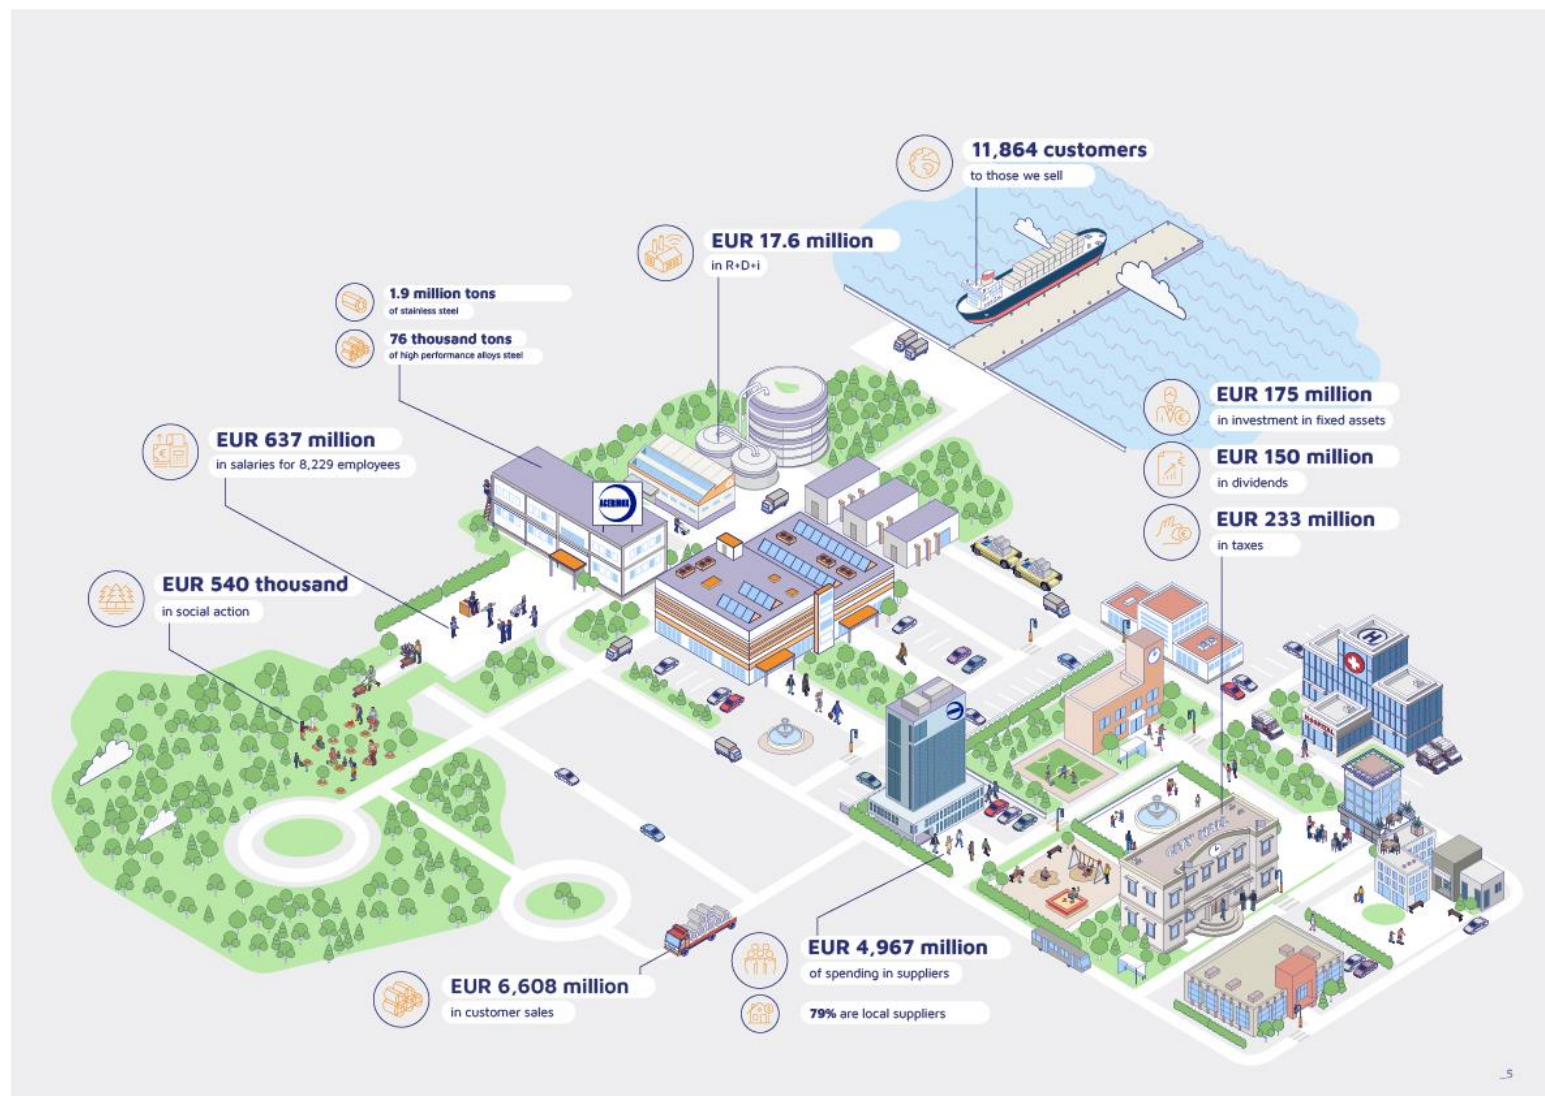 11,864 customers
to those we sell
EUR 17.6 million
in R+D+i
1.9 million tons
of stainless steel
76 thousand tons
of high performance alloys steel
EUR 175 million
in investment in fixed assets
EUR 150 million
in dividends
EUR 233 million
in taxes
EUR 637 million
in salaries for 8,229 employees
ACERINOX
EUR 540 thousand
in social action
H
HOSPITAL
CITY HALL
EUR 4,967 million
of spending in suppliers
79% are local suppliers
EUR 6,608 million
in customer sales
_5